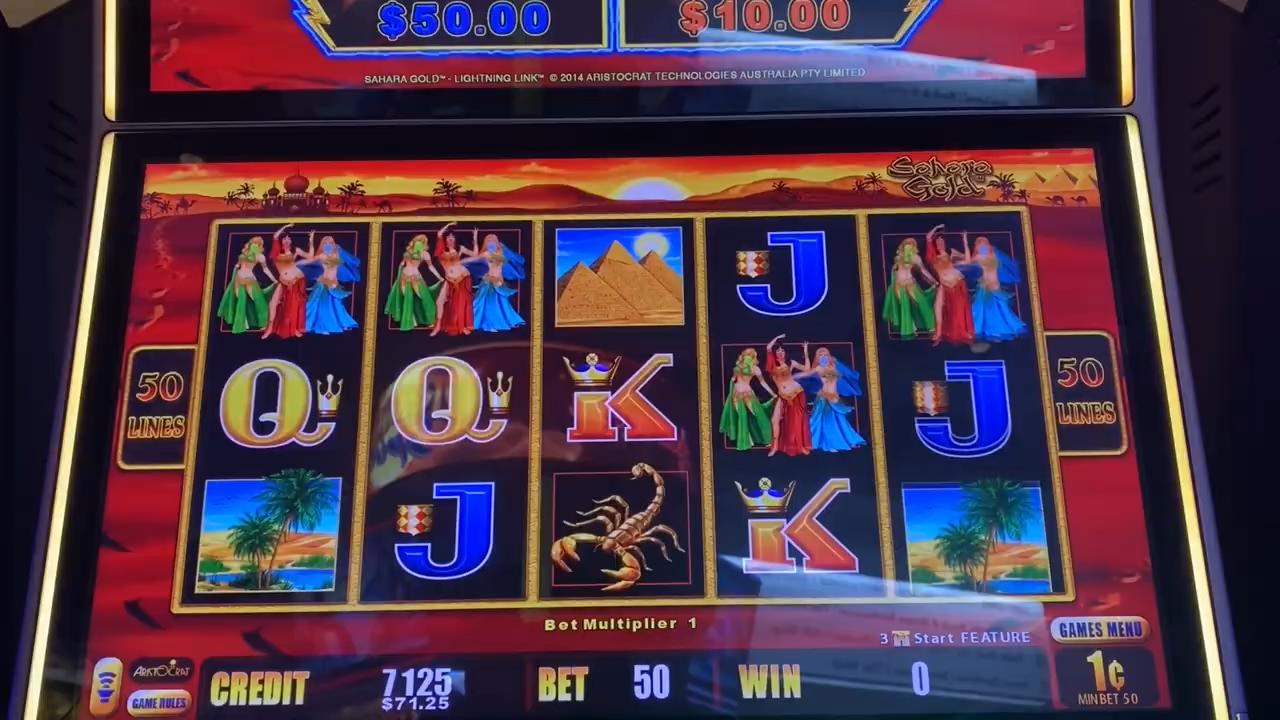 $50.00 $10.00
SAHARA GOLD™ - LIGHTNING LINK™ © 2014 ARISTOCRAT TECHNOLOGIES AUSTRALIA PTY LIMITED
Sahara
Gold
J
50
LINES
Q Q K J
50
LINES
J K
Bet Multiplier 1
3 Start FEATURE
GAMES MENU
ARISTOCRAT
GAME RULES
CREDIT 7125 BET 50 WIN 0
$71.25
1¢
MIN BET 50